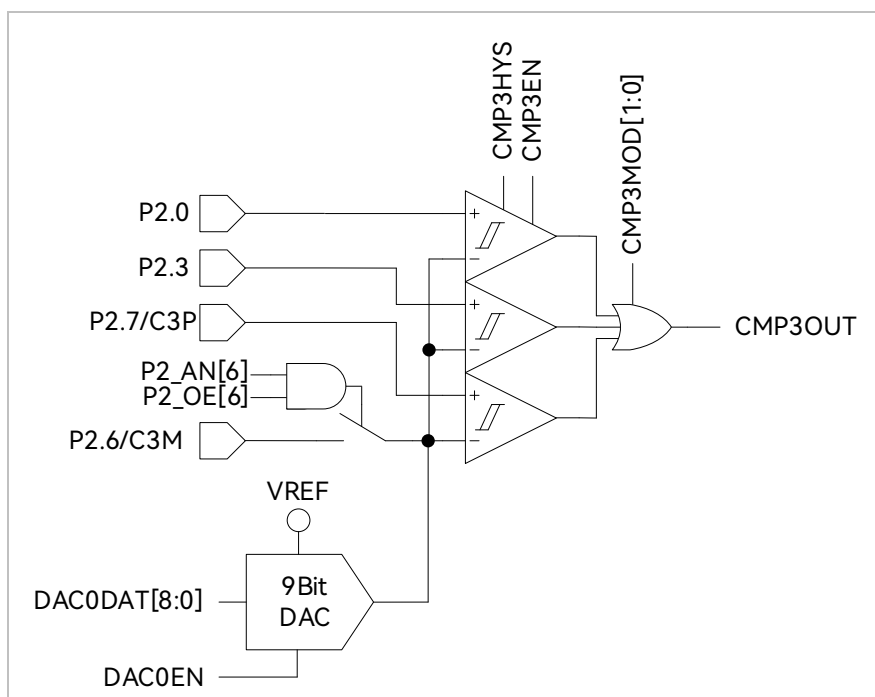 CMP3HYS
CMP3EN
CMP3MOD[1:0]
P2.0
+
-
P2.3
+
-
P2.7/C3P
+
-
CMP3OUT
P2_AN[6]
P2_OE[6]
P2.6/C3M
VREF
DAC0DAT[8:0]
9Bit
DAC
DAC0EN